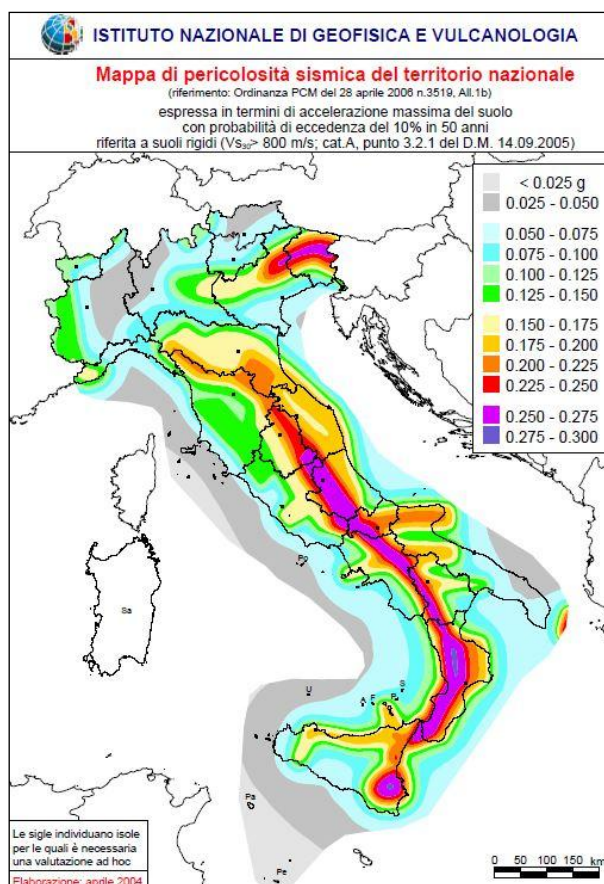 ISTITUTO NAZIONALE DI GEOFISICA E VULCANOLOGIA
Mappa di pericolosità sismica del territorio nazionale
(riferimento: Ordinanza PCM del 28 aprile 2006 n.3519, All.1b)
espressa in termini di accelerazione massima del suolo
con probabilità di eccedenza del 10% in 50 anni
riferita a suoli rigidi (Vs₃₀> 800 m/s; cat.A, punto 3.2.1 del D.M. 14.09.2005)
< 0.025 g
0.025 - 0.050
0.050 - 0.075
0.075 - 0.100
0.100 - 0.125
0.125 - 0.150
0.150 - 0.175
0.175 - 0.200
0.200 - 0.225
0.225 - 0.250
0.250 - 0.275
0.275 - 0.300
Po
Sa
U
A
F
P
S
Pa
Pe
Le sigle individuano isole
per le quali è necessaria
una valutazione ad hoc
Elaborazione: aprile 2004
0 50 100 150 km